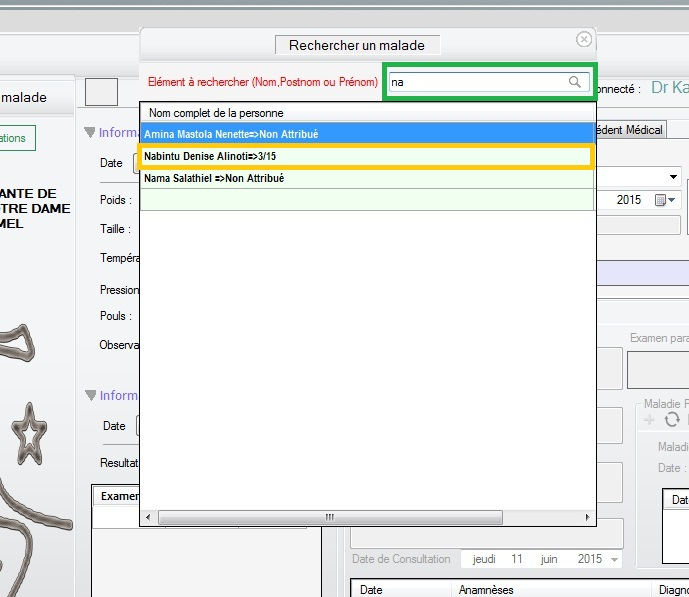 Rechercher un malade
malade
Elément à rechercher (Nom,Postnom ou Prénom)
na
onnecté :
Dr Ka
ations
Inform
Nom complet de la personne
Amina Mastola Nenette=>Non Attribué
édent Médical
Date
Nabintu Denise Alinoti=>3/15
Nama Salathiel =>Non Attribué
ANTE DE
TRE DAME
MEL
Poids :
2015
Taille :
Tempéra
Pression
Pouls :
Observa
Examen para
Inform
Maladie P
Date
Maladi
Resultat
Date :
Examen
Dat
Date de Consultation
jeudi 11 juin 2015
Date
Anamnèses
Diagno